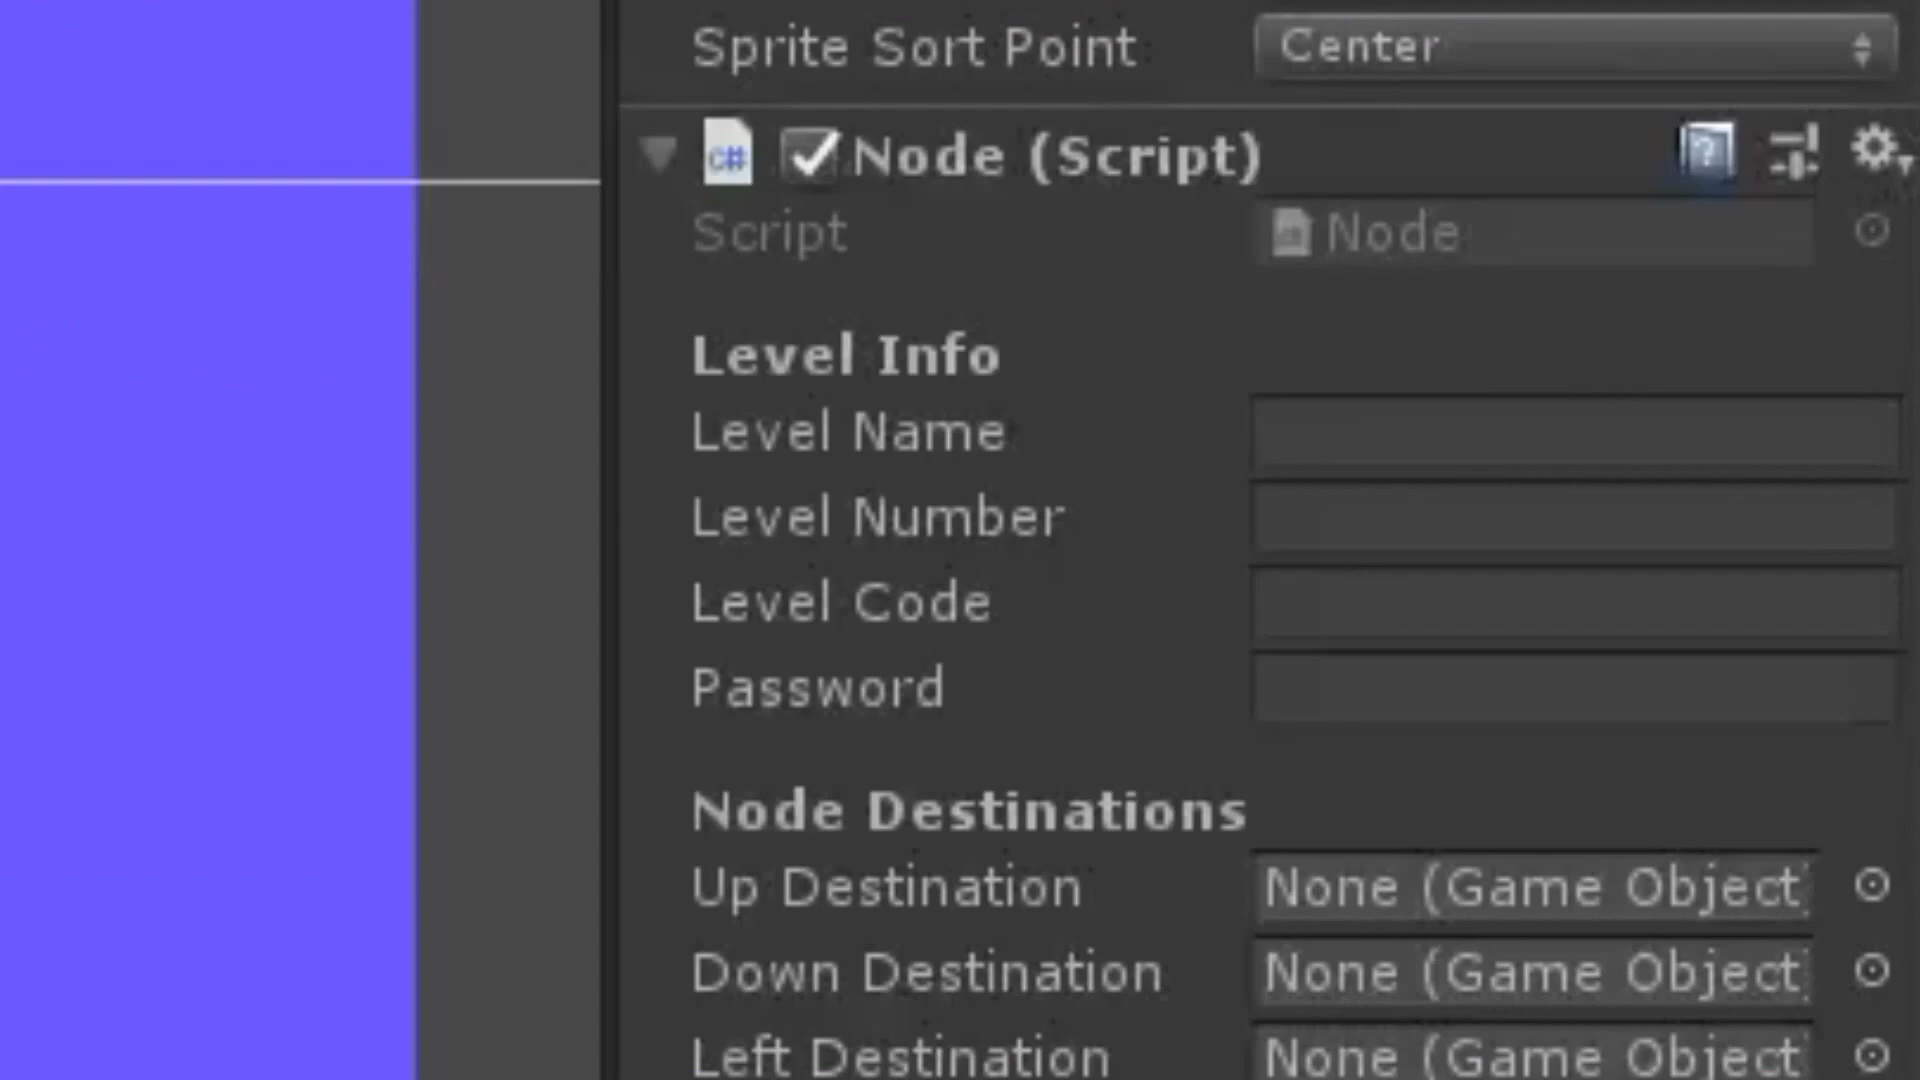 Sprite Sort Point Center
c# Node (Script)
Script Node
Level Info
Level Name
Level Number
Level Code
Password
Node Destinations
Up Destination None (Game Object)
Down Destination None (Game Object)
Left Destination None (Game Object)